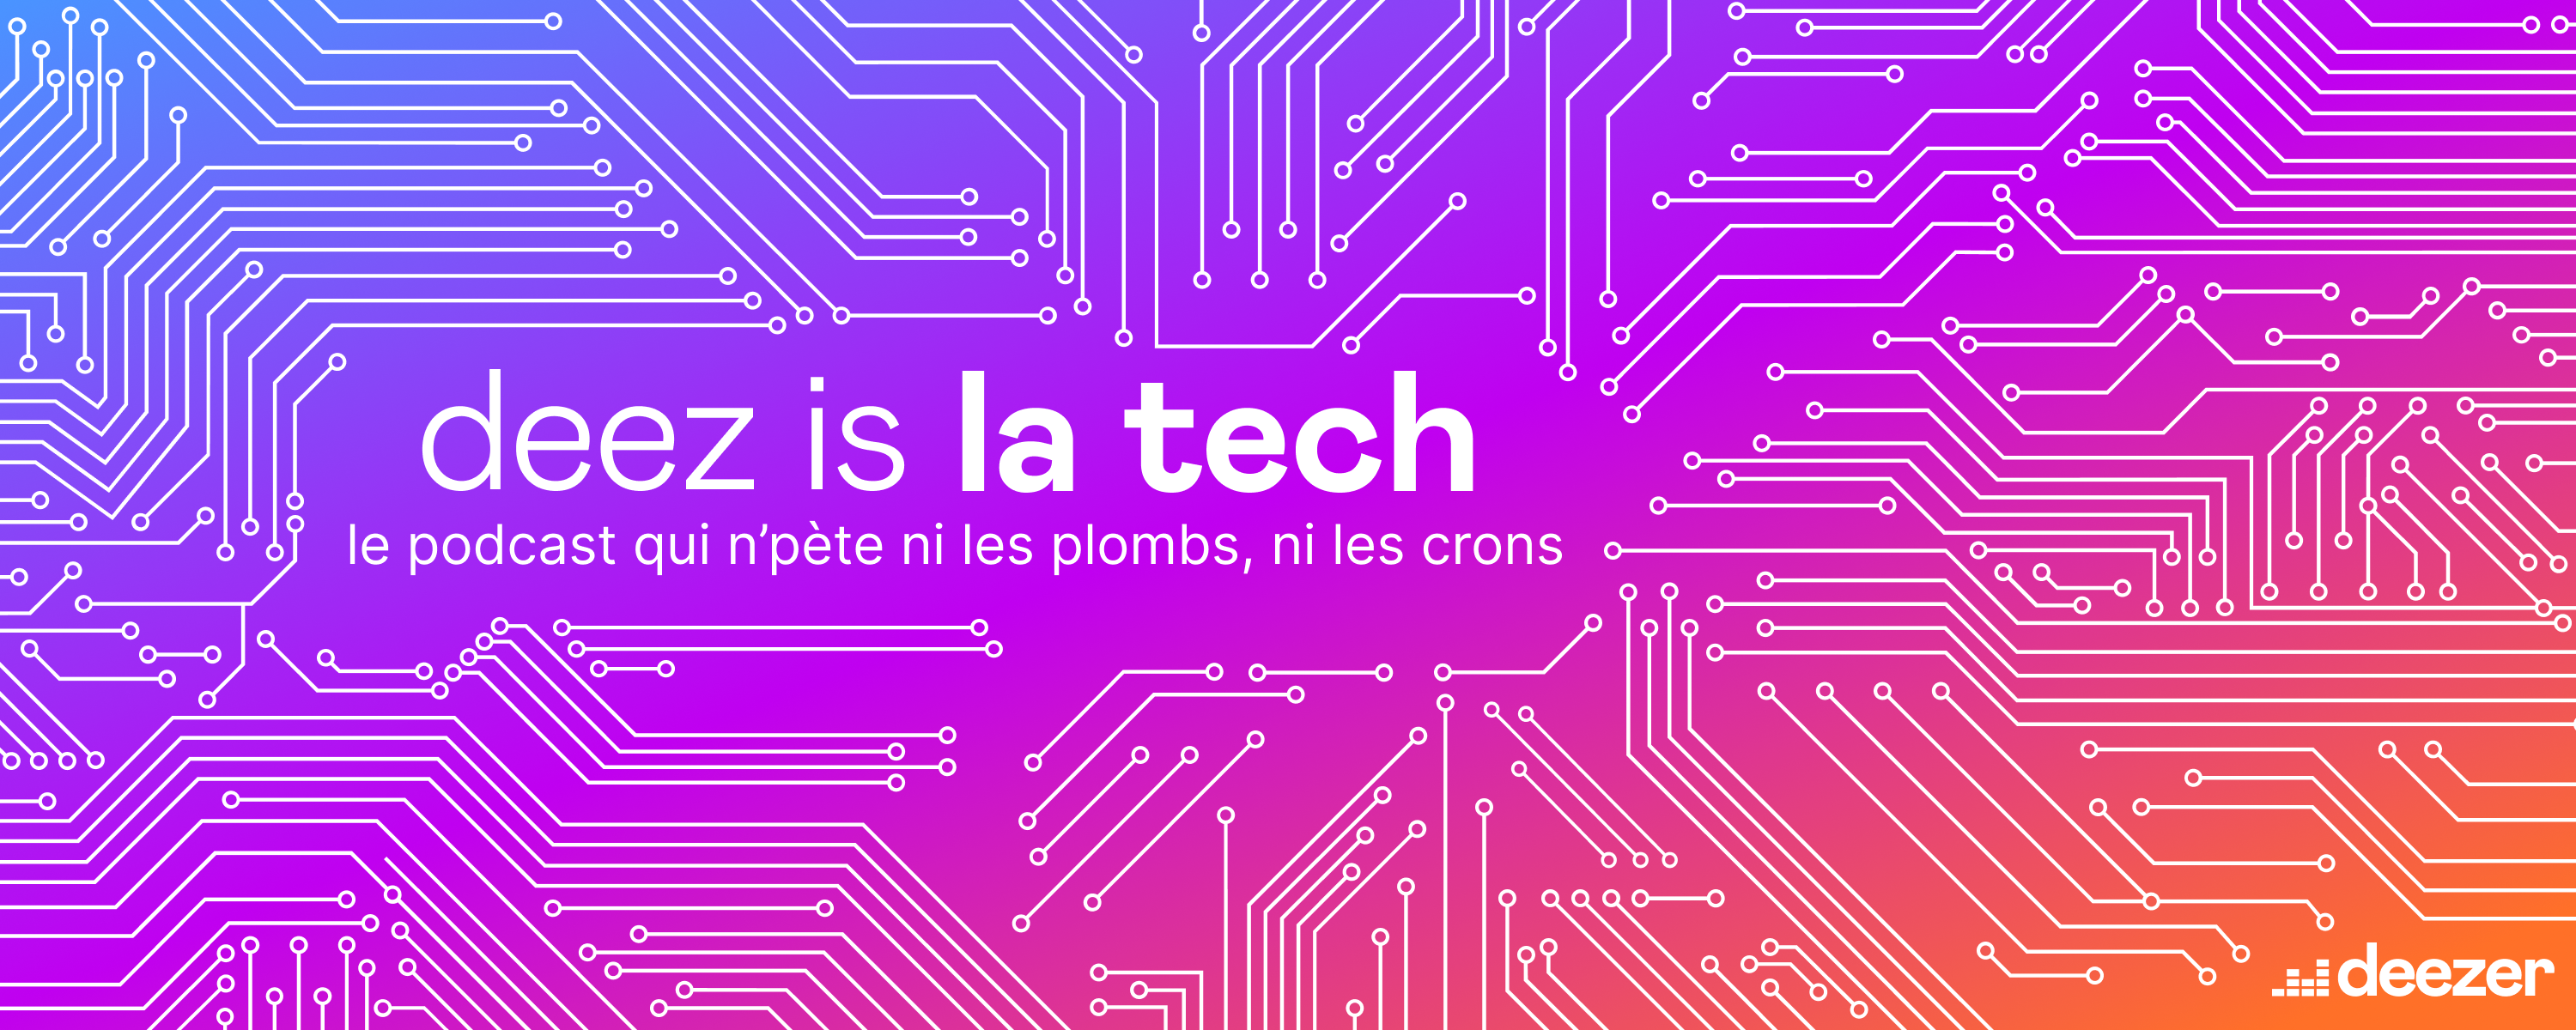 deez is la tech
le podcast qui n’pète ni les plombs, ni les crons
deezer